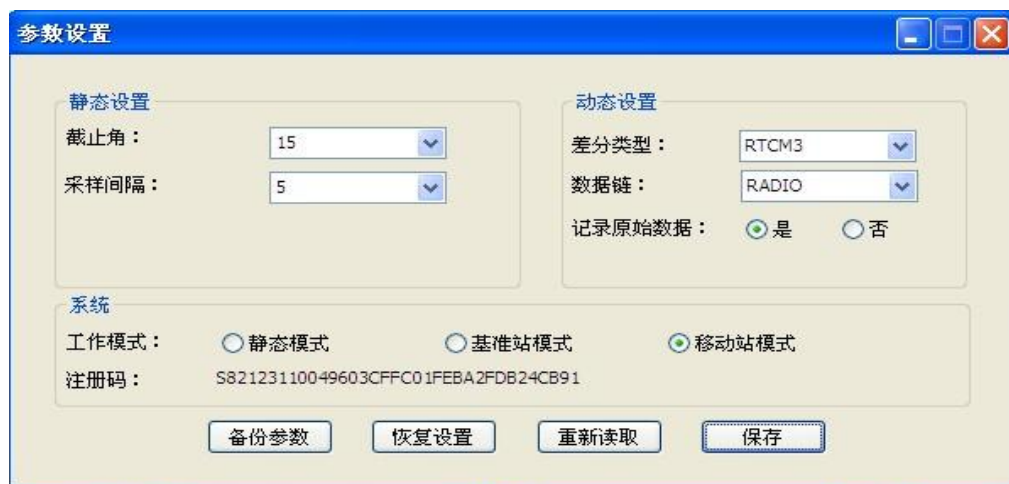 参数设置
静态设置
截止角： 15
采样间隔： 5
动态设置
差分类型： RTCM3
数据链： RADIO
记录原始数据： 是 否
系统
工作模式： 静态模式 基准站模式 移动站模式
注册码： S82123110049603CFFC01FEBA2FDB24CB91
备份参数 恢复设置 重新读取 保存